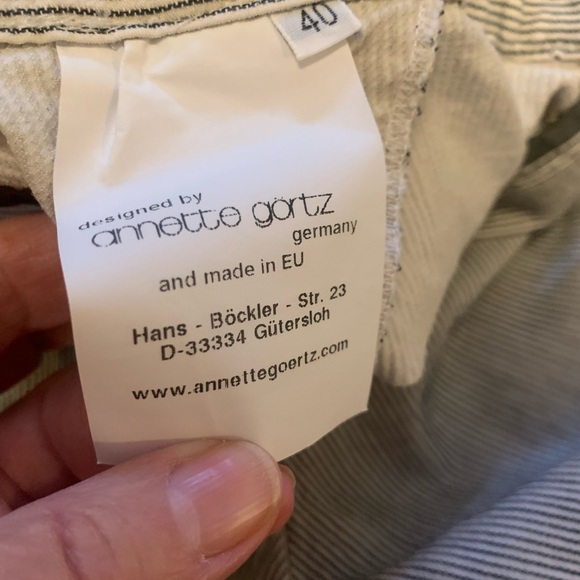 40
designed by
annette görtz
germany
and made in EU
Hans - Böckler - Str. 23
D-33334 Gütersloh
www.annettegoertz.com